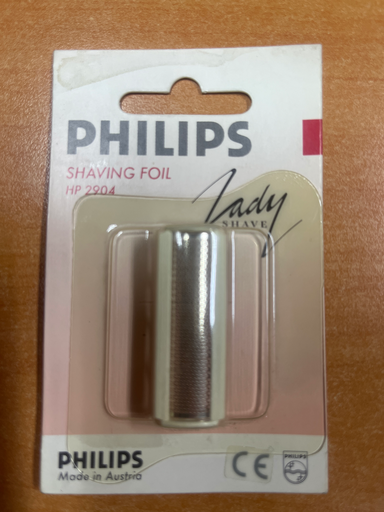 PHILIPS
SHAVING FOIL
HP 2904
Lady
SHAVE
PHILIPS
Made in Austria
CE
PHILIPS